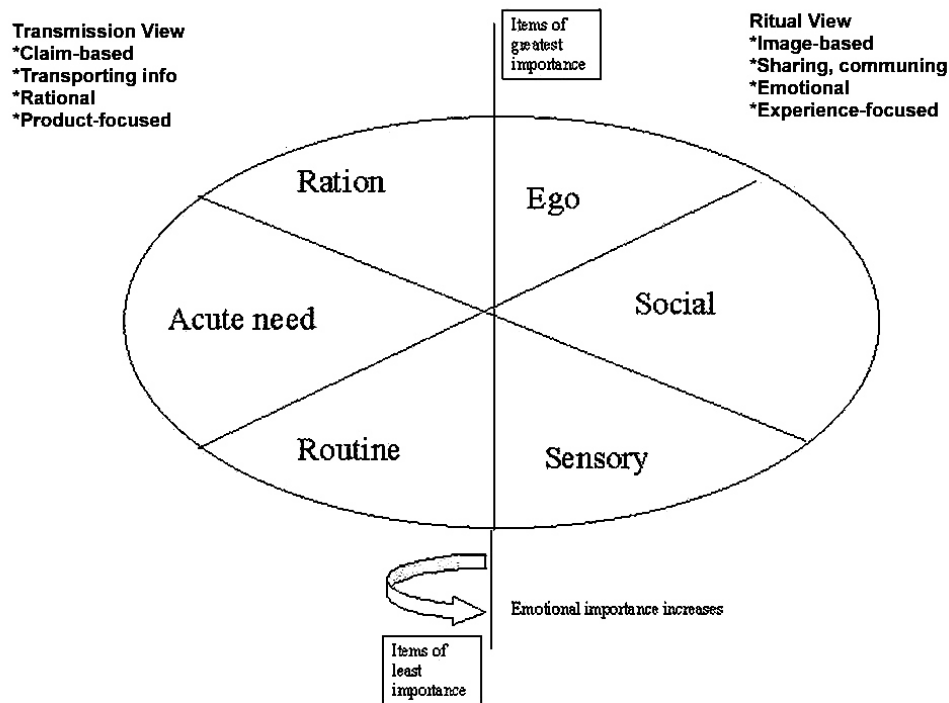 Transmission View
*Claim-based
*Transporting info
*Rational
*Product-focused
Items of
greatest
importance
Ritual View
*Image-based
*Sharing, communing
*Emotional
*Experience-focused
Ration
Ego
Acute need
Social
Routine
Sensory
Emotional importance increases
Items of
least
importance